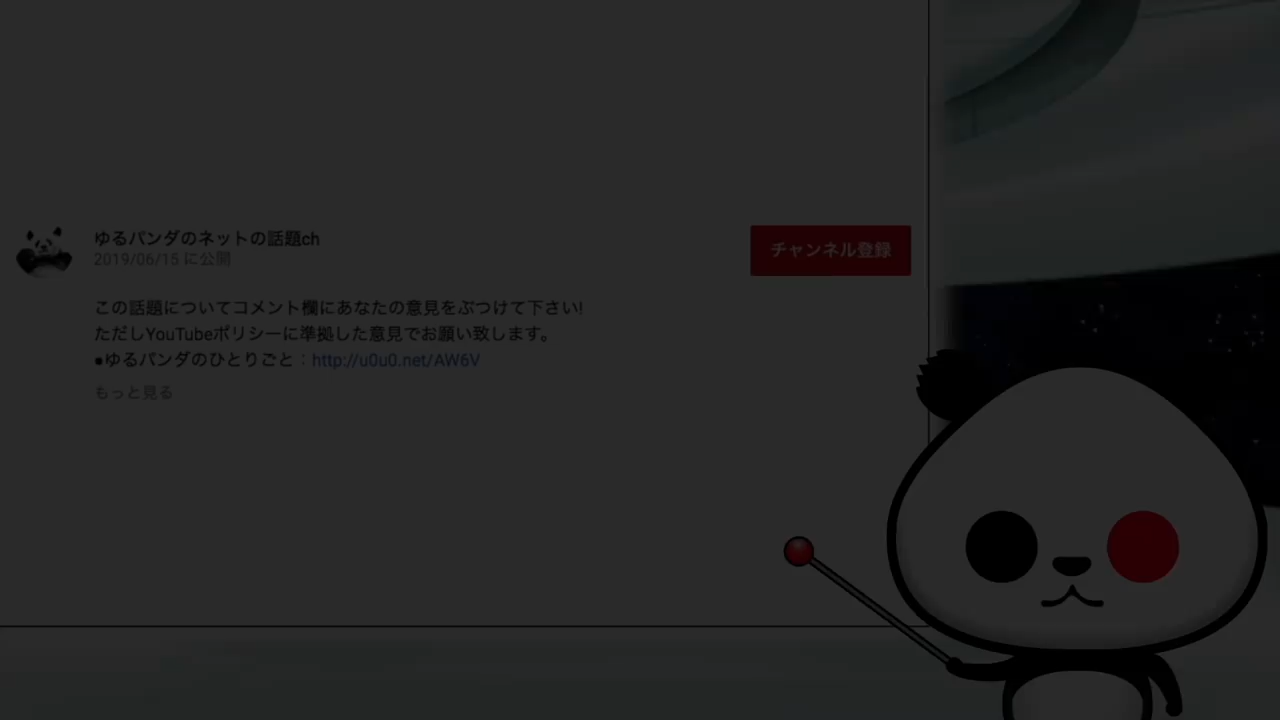 ゆるパンダのネットの話題ch
2019/06/15 に公開
チャンネル登録
この話題についてコメント欄にあなたの意見をぶつけて下さい!
ただしYouTubeポリシーに準拠した意見でお願い致します。
●ゆるパンダのひとりごと：http://u0u0.net/AW6V
もっと見る